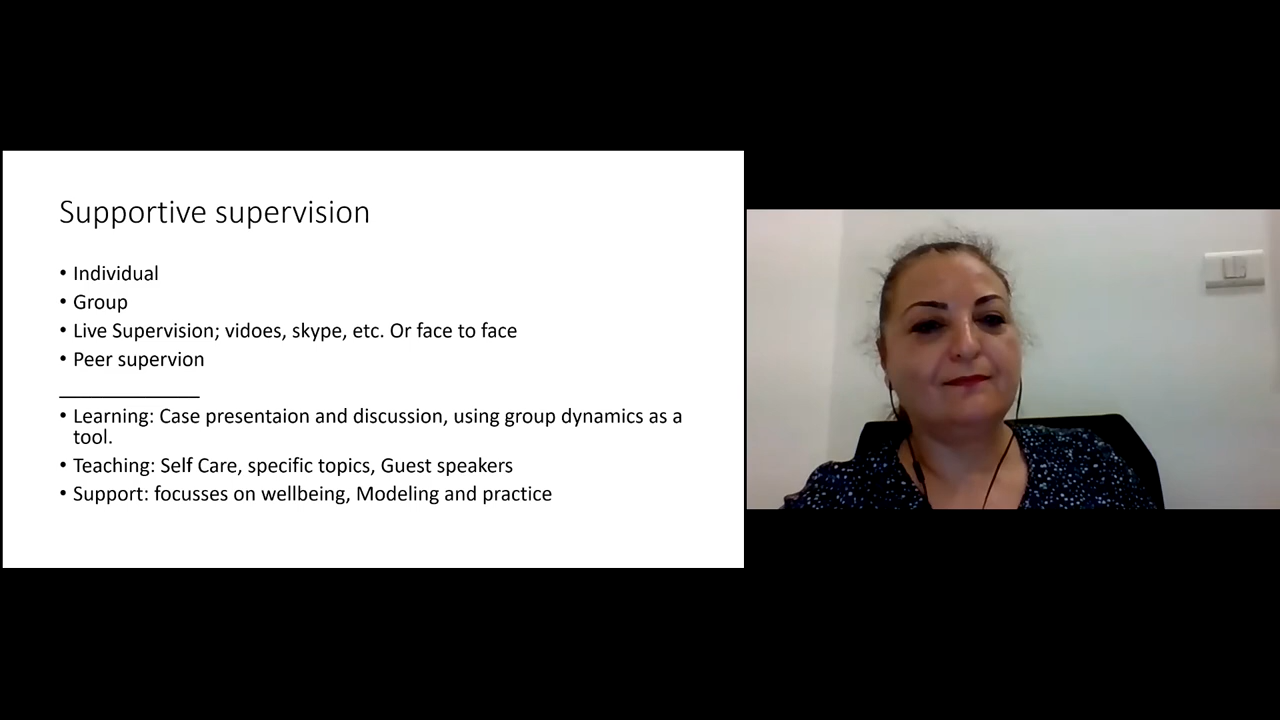 Supportive supervision
• Individual
• Group
• Live Supervision; vidoes, skype, etc. Or face to face
• Peer supervion
• Learning: Case presentaion and discussion, using group dynamics as a
tool.
• Teaching: Self Care, specific topics, Guest speakers
• Support: focusses on wellbeing, Modeling and practice